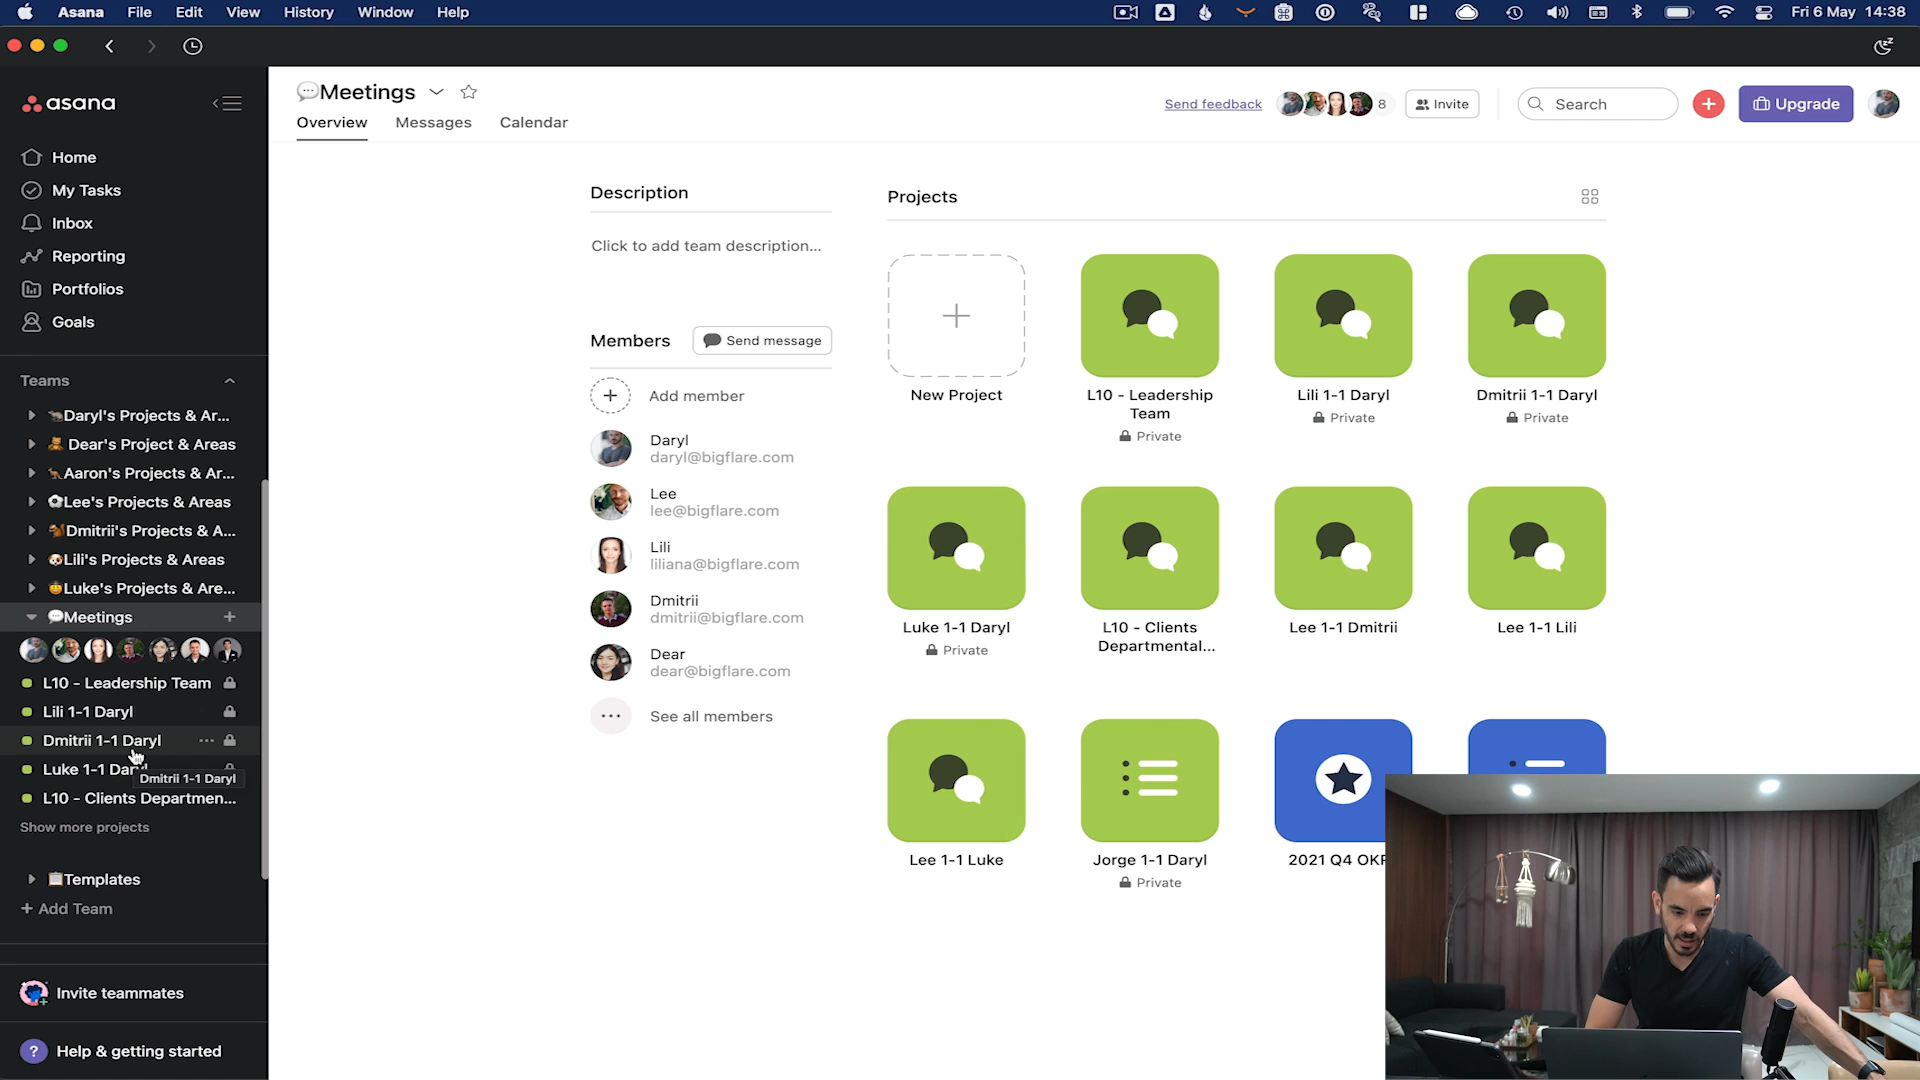 Asana File Edit View History Window Help
Fri 6 May 14:38
asana
Home
My Tasks
Inbox
Reporting
Portfolios
Goals
Teams
Daryl's Projects & Ar...
Dear's Project & Areas
Aaron's Projects & Ar...
Lee's Projects & Areas
Dmitrii's Projects & A...
Lili's Projects & Areas
Luke's Projects & Are...
Meetings
L10 - Leadership Team
Lili 1-1 Daryl
Dmitrii 1-1 Daryl
Luke 1-1 Daryl
Dmitrii 1-1 Daryl
L10 - Clients Departmen...
Show more projects
Templates
+ Add Team
Invite teammates
? Help & getting started
Meetings
Overview Messages Calendar
Send feedback
8
Invite
Search
Upgrade
Description
Click to add team description...
Members
Send message
Add member
Daryl
daryl@bigflare.com
Lee
lee@bigflare.com
Lili
liliana@bigflare.com
Dmitrii
dmitrii@bigflare.com
Dear
dear@bigflare.com
See all members
Projects
New Project
L10 - Leadership
Team
Private
Lili 1-1 Daryl
Private
Dmitrii 1-1 Daryl
Private
Luke 1-1 Daryl
Private
L10 - Clients
Departmental...
Lee 1-1 Dmitrii
Lee 1-1 Lili
Lee 1-1 Luke
Jorge 1-1 Daryl
Private
2021 Q4 OKR